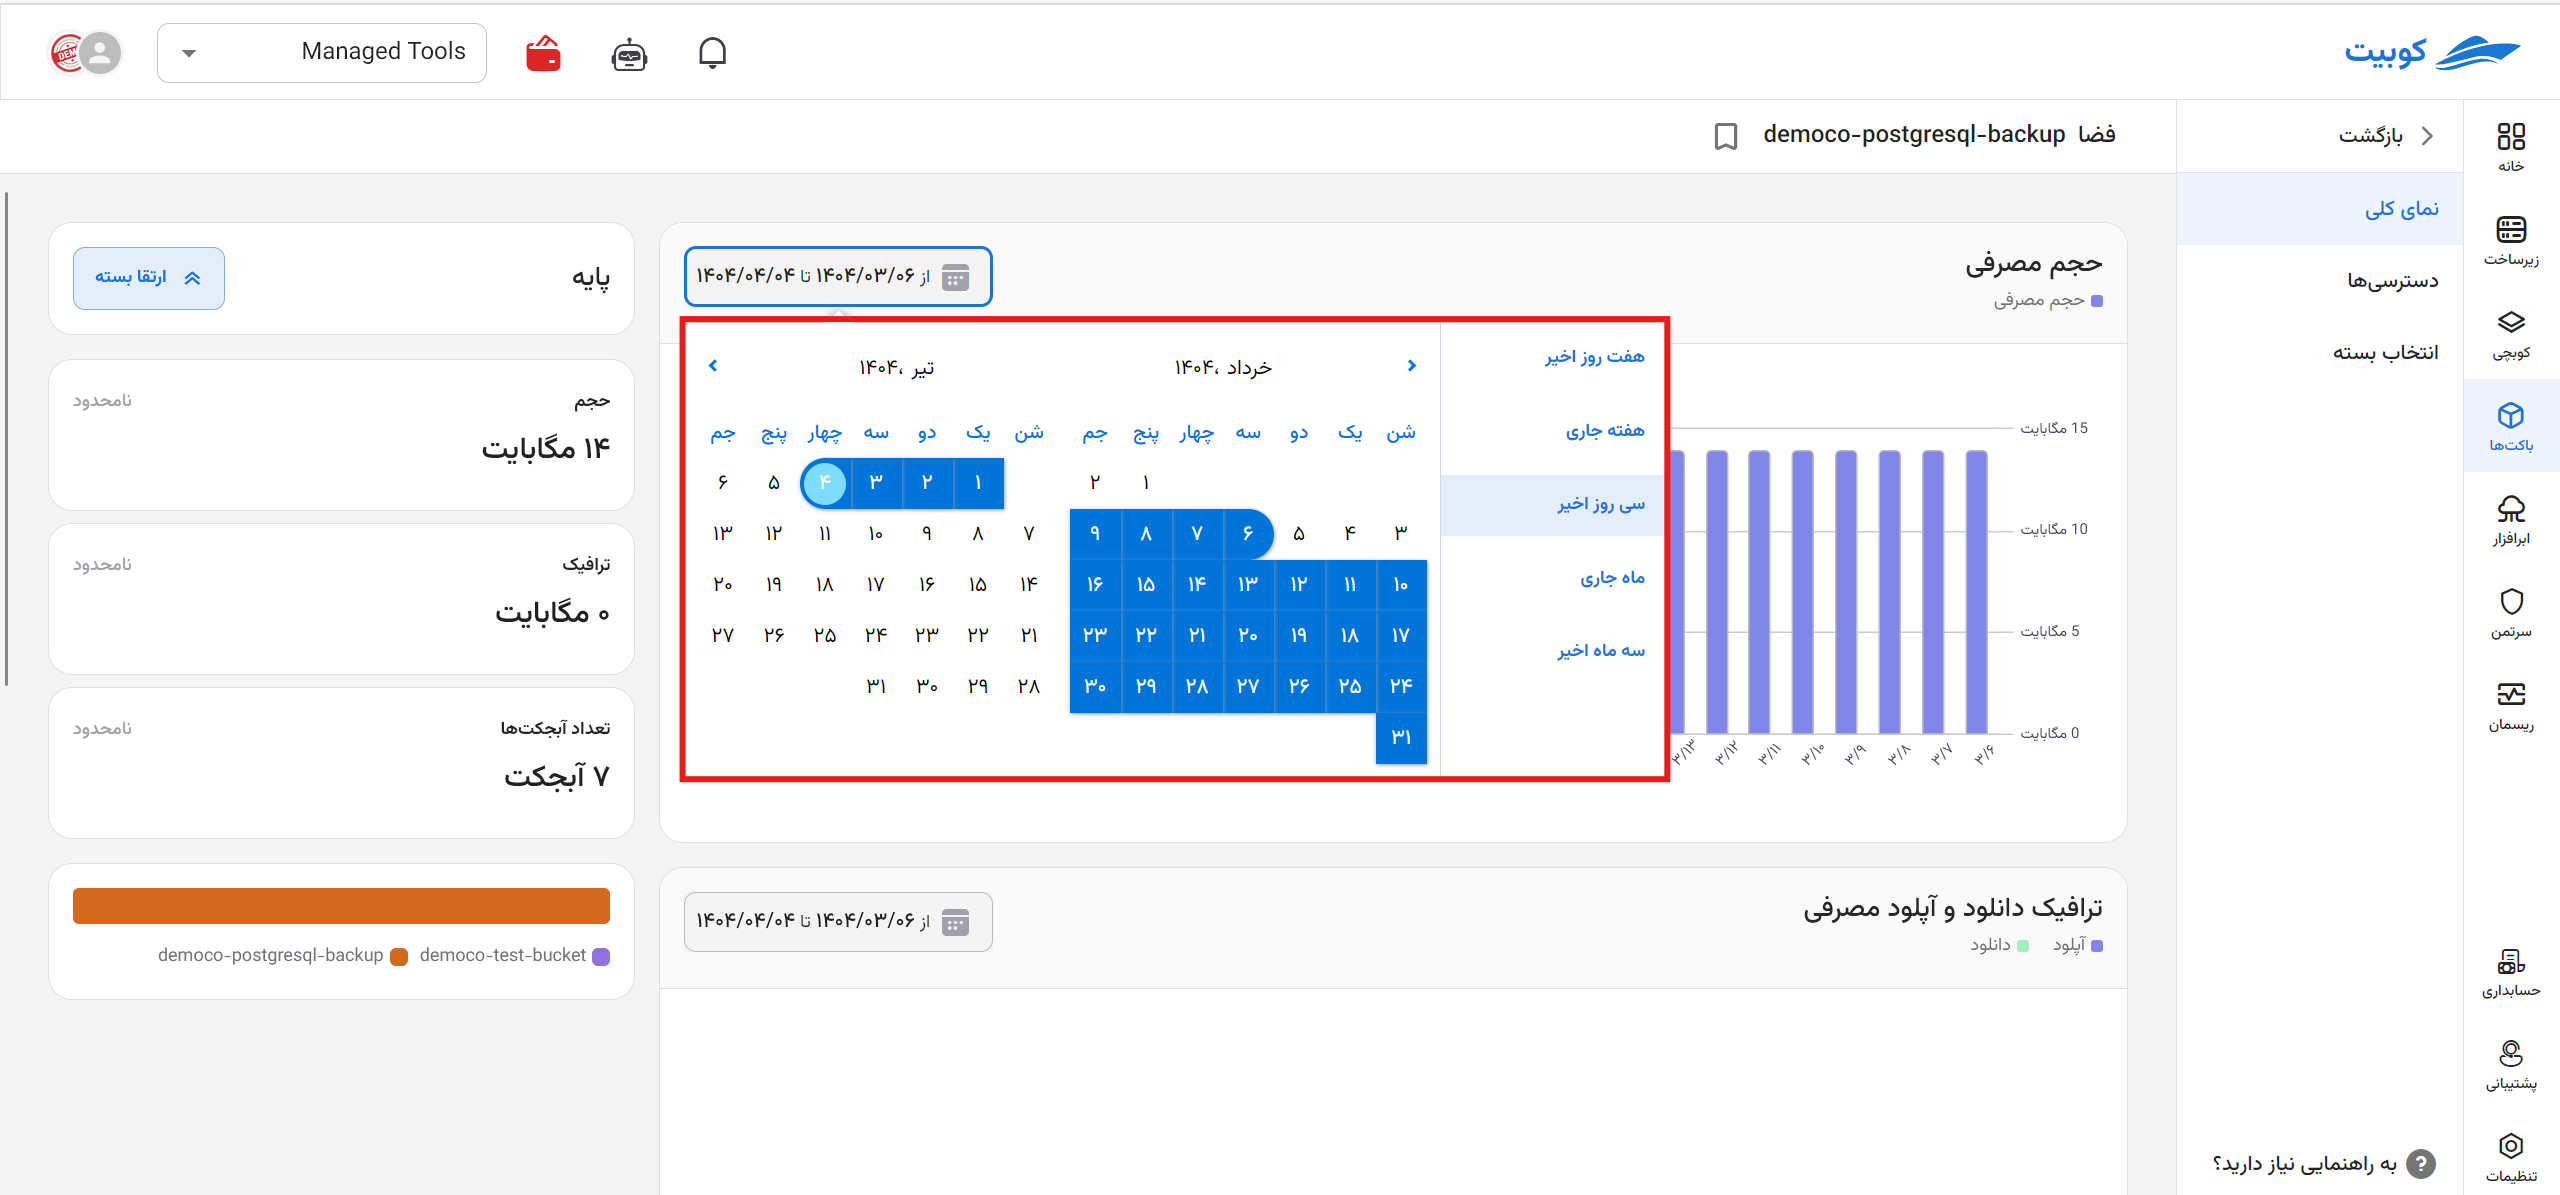 کوبیت
Managed Tools
خانه
زیرساخت
کوبچی
باکت‌ها
ابرافزار
سرتمن
ریسمان
حسابداری
پشتیبانی
تنظیمات
بازگشت
نمای کلی
دسترسی‌ها
انتخاب بسته
به راهنمایی نیاز دارید؟
فضا democo-postgresql-backup
حجم مصرفی
حجم مصرفی
از ۱۴۰۴/۰۳/۰۶ تا ۱۴۰۴/۰۴/۰۴
هفت روز اخیر
هفته جاری
سی روز اخیر
ماه جاری
سه ماه اخیر
خرداد ،۱۴۰۴
شن یک دو سه چهار پنج جم
۱ ۲
۳ ۴ ۵ ۶ ۷ ۸ ۹
۱۰ ۱۱ ۱۲ ۱۳ ۱۴ ۱۵ ۱۶
۱۷ ۱۸ ۱۹ ۲۰ ۲۱ ۲۲ ۲۳
۲۴ ۲۵ ۲۶ ۲۷ ۲۸ ۲۹ ۳۰
۳۱
تیر ،۱۴۰۴
شن یک دو سه چهار پنج جم
۱ ۲ ۳ ۴ ۵ ۶
۷ ۸ ۹ ۱۰ ۱۱ ۱۲ ۱۳
۱۴ ۱۵ ۱۶ ۱۷ ۱۸ ۱۹ ۲۰
۲۱ ۲۲ ۲۳ ۲۴ ۲۵ ۲۶ ۲۷
۲۸ ۲۹ ۳۰ ۳۱
15 مگابایت
10 مگابایت
5 مگابایت
0 مگابایت
۳/۶ ۳/۷ ۳/۸ ۳/۹ ۳/۱۰ ۳/۱۱ ۳/۱۲ ۳/۱۳
ترافیک دانلود و آپلود مصرفی
آپلود دانلود
از ۱۴۰۴/۰۳/۰۶ تا ۱۴۰۴/۰۴/۰۴
پایه
ارتقا بسته
حجم نامحدود
۱۴ مگابایت
ترافیک نامحدود
۰ مگابایت
تعداد آبجکت‌ها نامحدود
۷ آبجکت
democo-test-bucket
democo-postgresql-backup